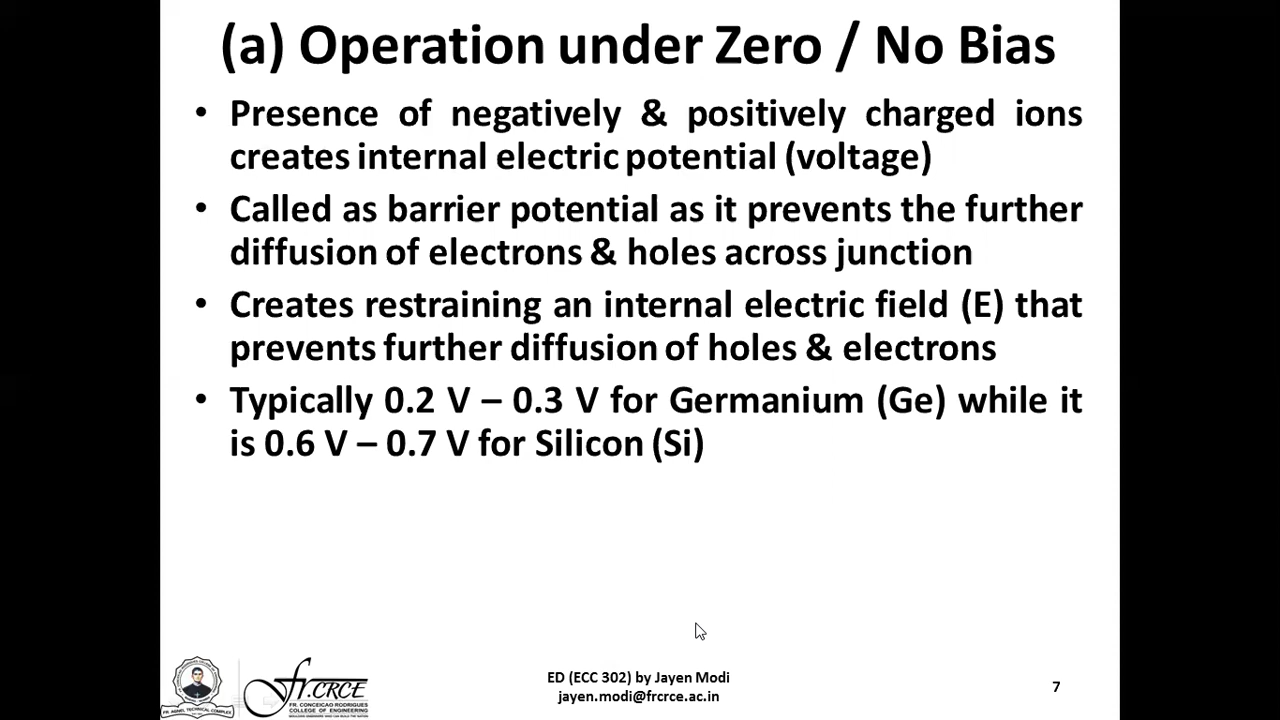 (a) Operation under Zero / No Bias
• Presence of negatively & positively charged ions
creates internal electric potential (voltage)
• Called as barrier potential as it prevents the further
diffusion of electrons & holes across junction
• Creates restraining an internal electric field (E) that
prevents further diffusion of holes & electrons
• Typically 0.2 V – 0.3 V for Germanium (Ge) while it
is 0.6 V – 0.7 V for Silicon (Si)
FR. AGNEL TECHNICAL COMPLEX
Fr. CRCE
FR. CONCEICAO RODRIGUES
COLLEGE OF ENGINEERING
ED (ECC 302) by Jayen Modi
jayen.modi@frcrce.ac.in
7